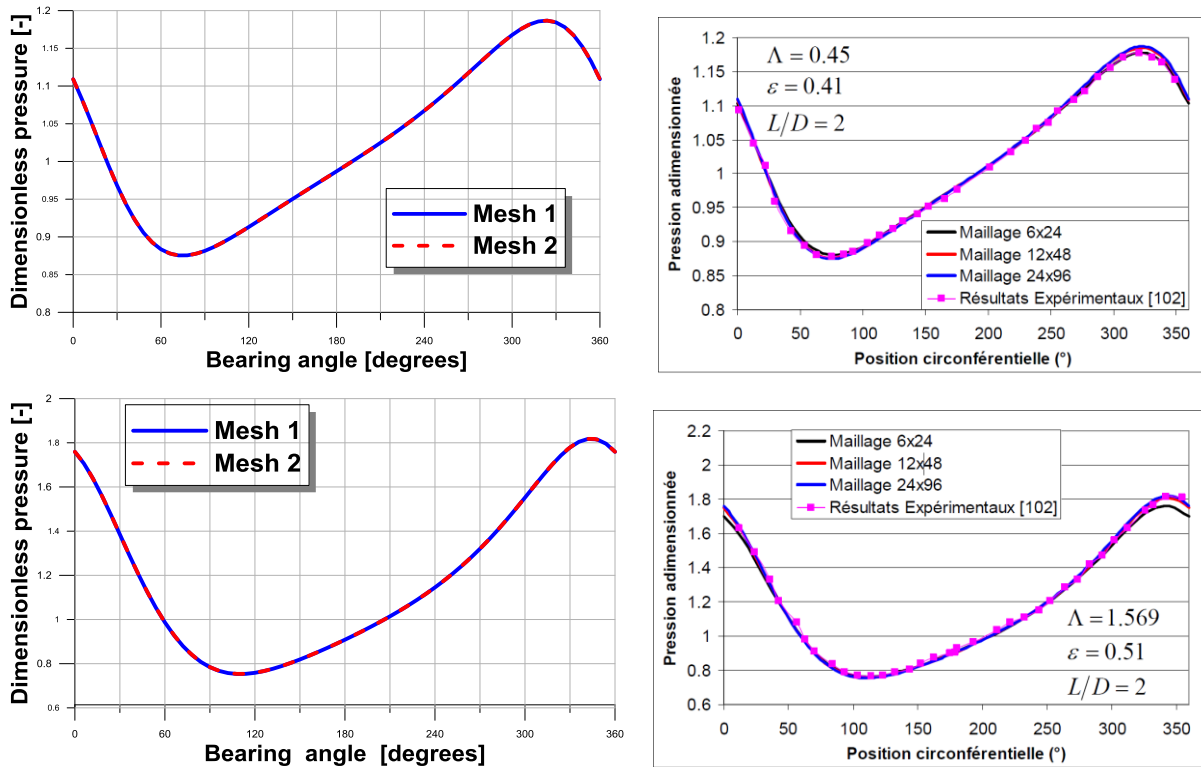 Dimensionless pressure [-]
1.2
1.15
1.1
1.05
1
0.95
0.9
0.85
0.8
0
60
120
180
240
300
360
Bearing angle [degrees]
Mesh 1
Mesh 2
Pression adimensionnée
1.2
1.15
1.1
1.05
1
0.95
0.9
0.85
0.8
0
50
100
150
200
250
300
350
Position circonférentielle (°)
Λ = 0.45
ε = 0.41
L/D = 2
Maillage 6x24
Maillage 12x48
Maillage 24x96
Résultats Expérimentaux [102]
Dimensionless pressure [-]
2
1.8
1.6
1.4
1.2
1
0.8
0.6
0
60
120
180
240
300
360
Bearing angle [degrees]
Mesh 1
Mesh 2
Pression adimensionnée
2.2
2
1.8
1.6
1.4
1.2
1
0.8
0.6
0
50
100
150
200
250
300
350
Position circonférentielle (°)
Maillage 6x24
Maillage 12x48
Maillage 24x96
Résultats Expérimentaux [102]
Λ = 1.569
ε = 0.51
L/D = 2